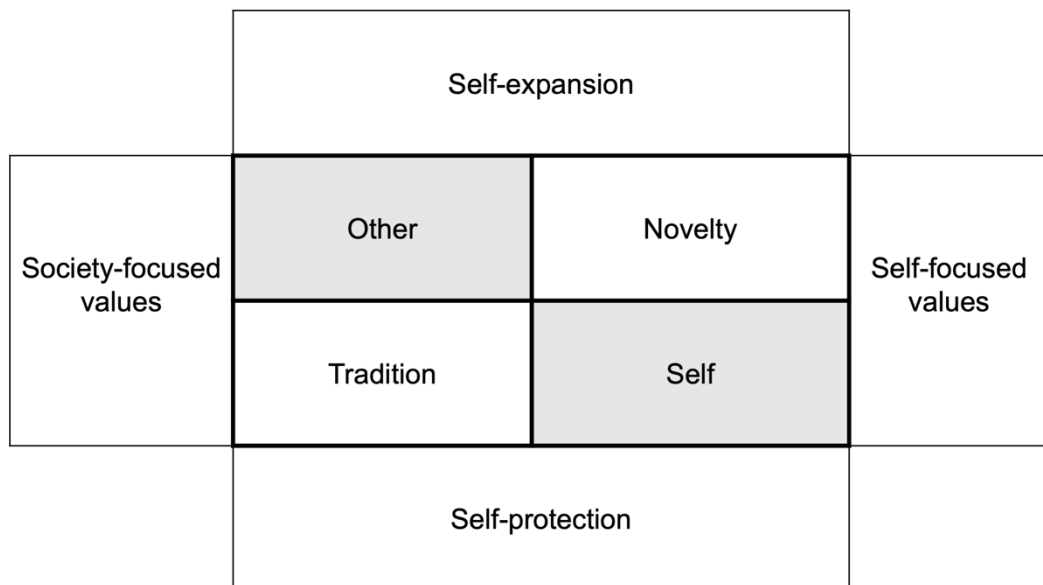 Self-expansion
Other
Novelty
Society-focused
values
Self-focused
values
Tradition
Self
Self-protection